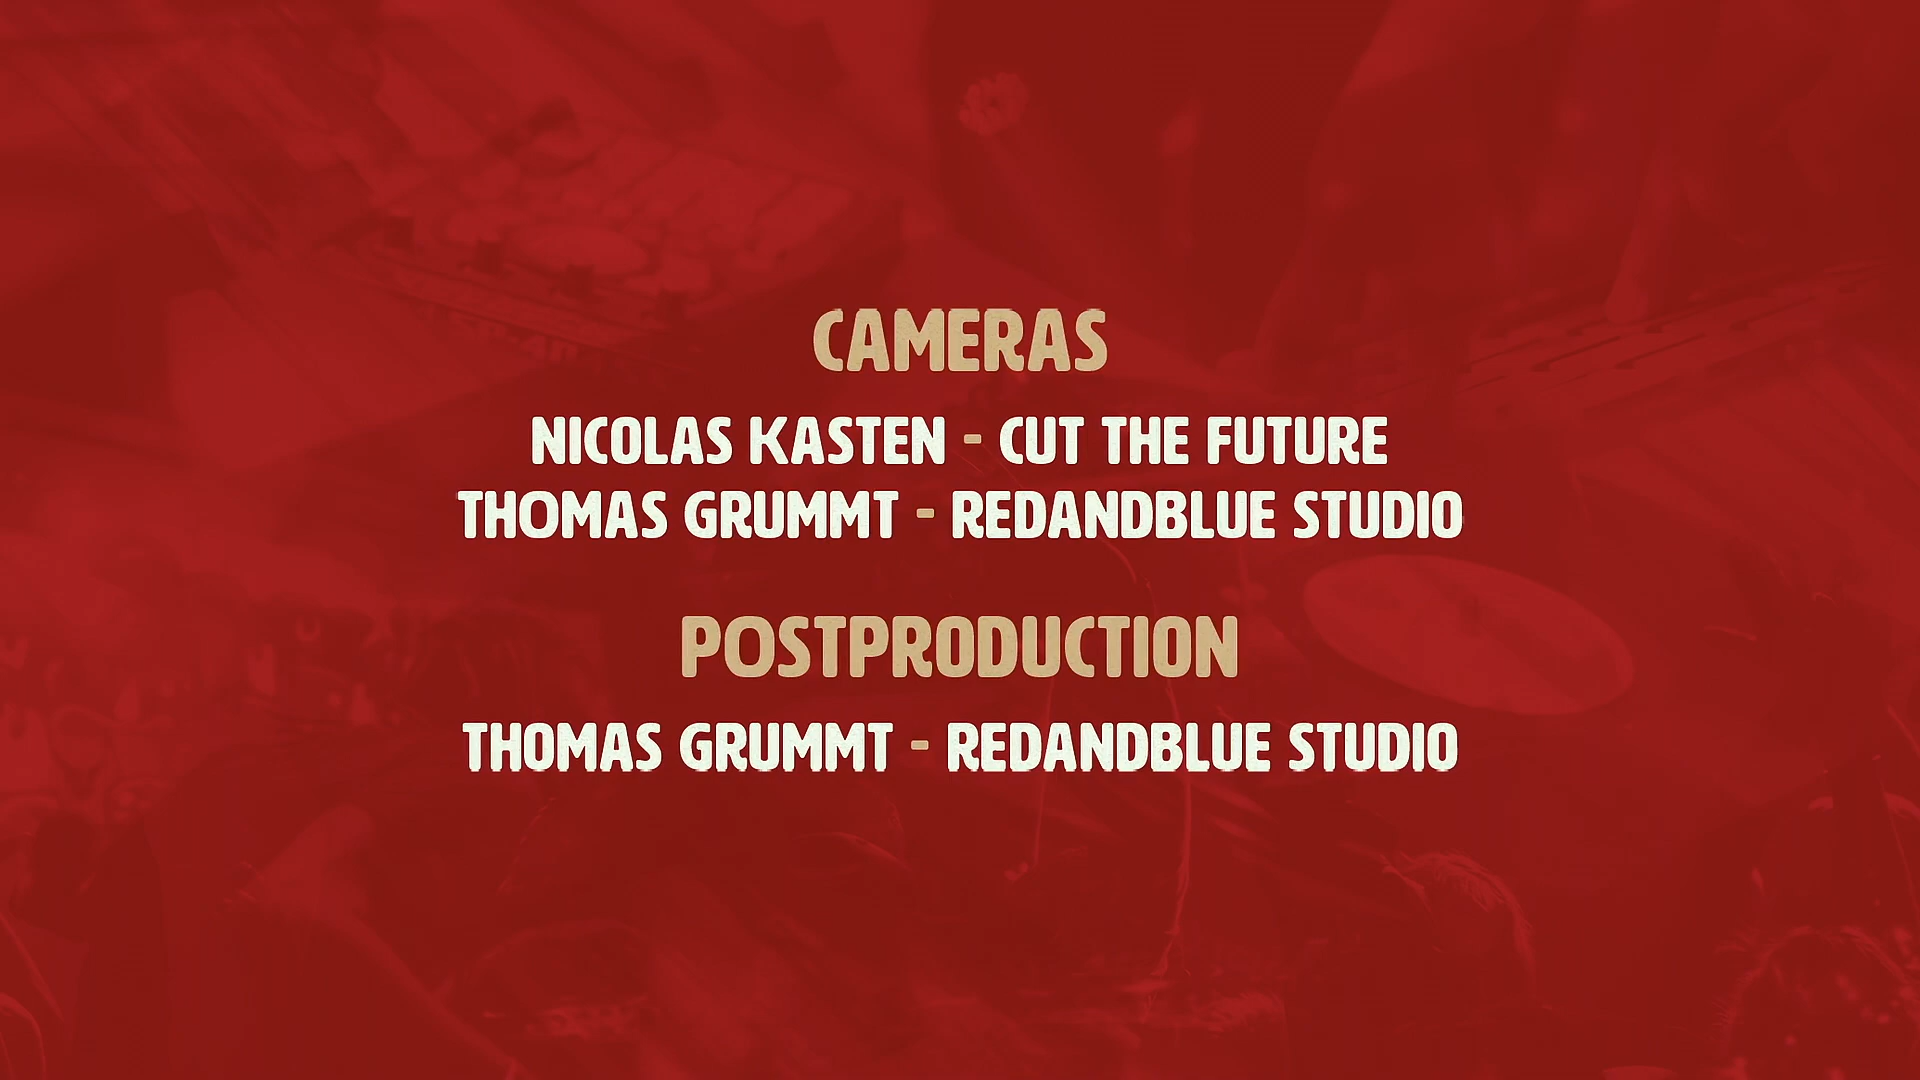 CAMERAS
NICOLAS KASTEN - CUT THE FUTURE
THOMAS GRUMMT - REDANDBLUE STUDIO
POSTPRODUCTION
THOMAS GRUMMT - REDANDBLUE STUDIO